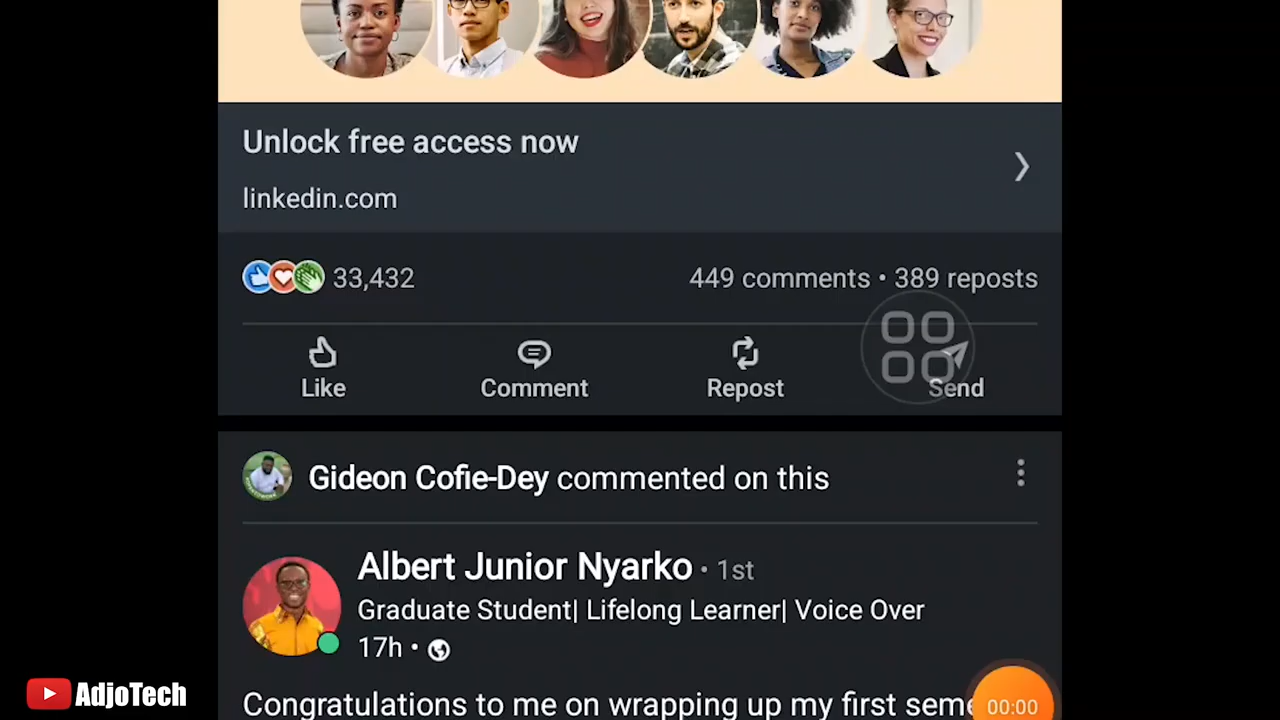 Unlock free access now
linkedin.com
33,432
449 comments • 389 reposts
Like
Comment
Repost
Send
Gideon Cofie-Dey commented on this
Albert Junior Nyarko • 1st
Graduate Student| Lifelong Learner| Voice Over
17h •
Congratulations to me on wrapping up my first
00:00
AdjoTech